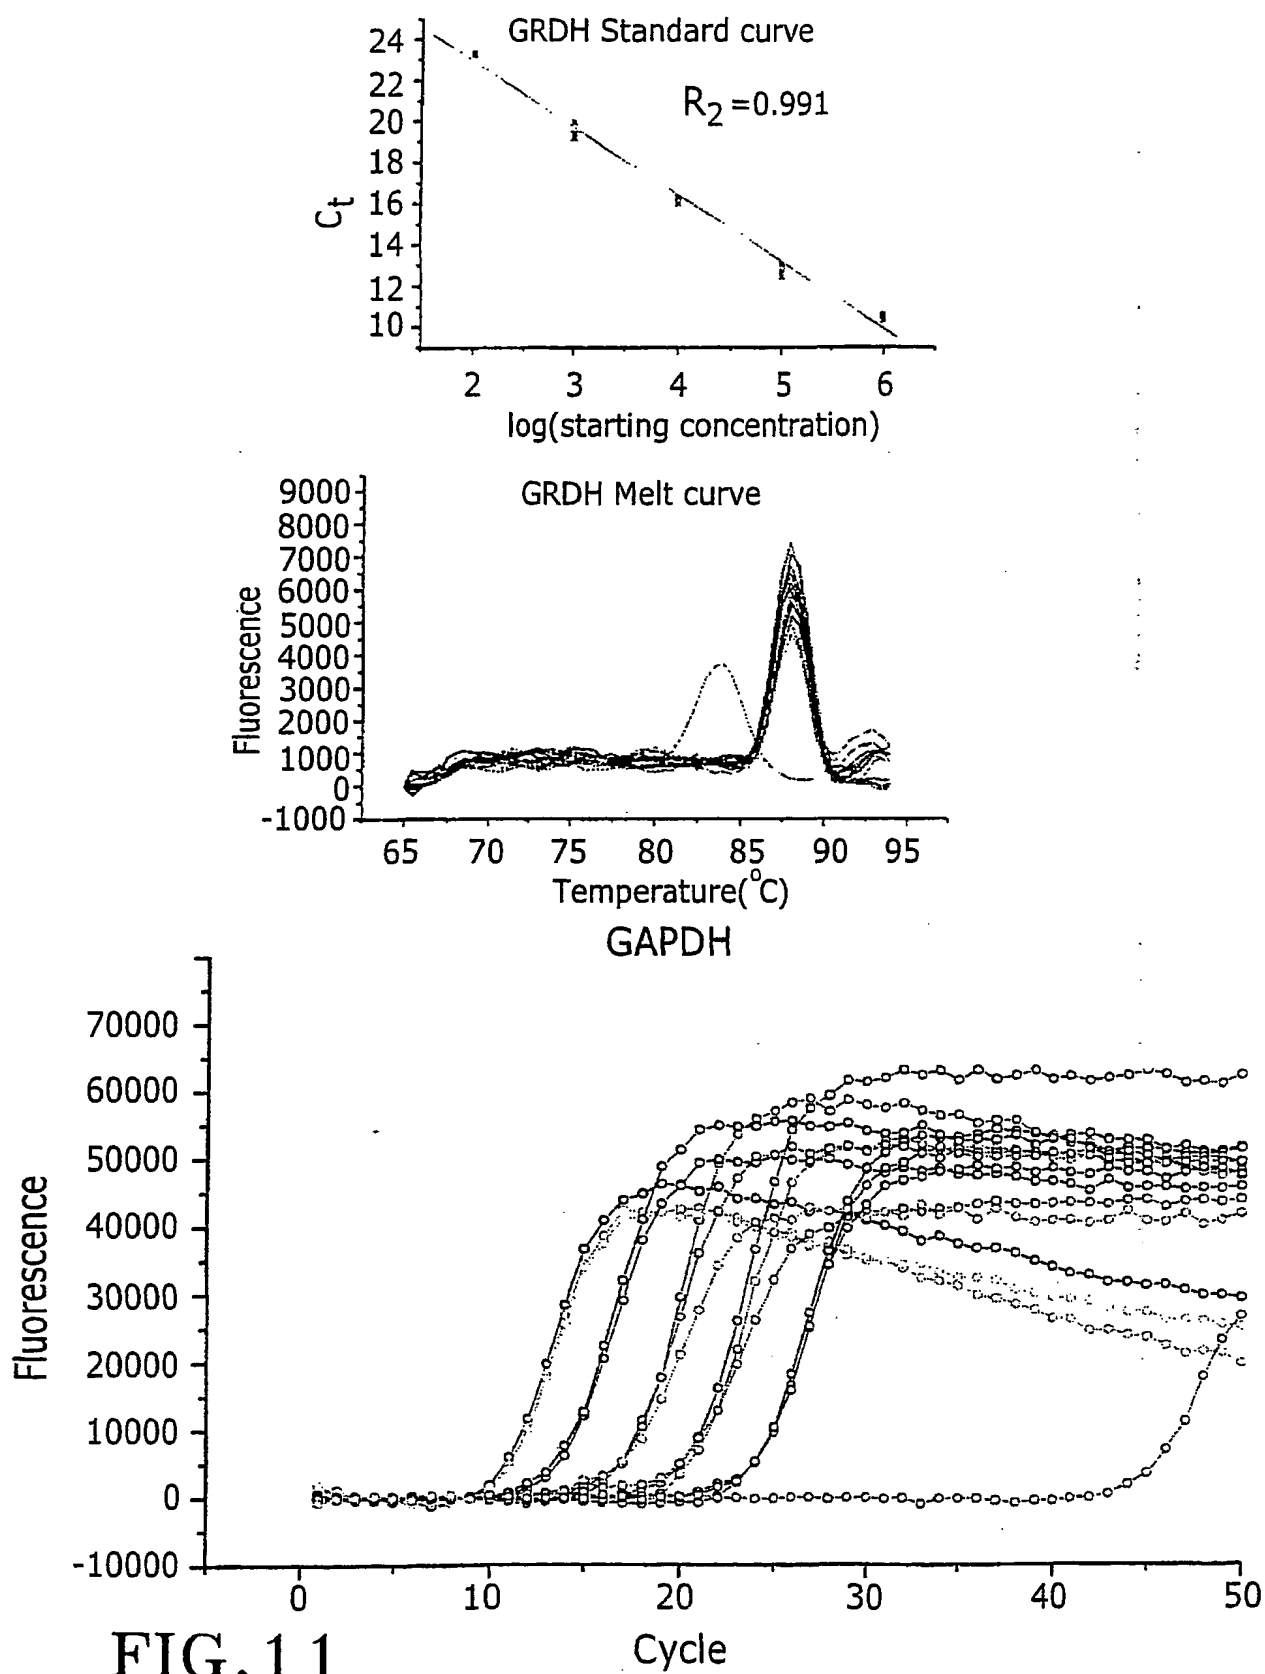 GRDH Standard curve
R2=0.991
24
22
20
18
16
14
12
10
Ct
2 3 4 5 6
log(starting concentration)
GRDH Melt curve
9000
8000
7000
6000
5000
4000
3000
2000
1000
0
-1000
Fluorescence
65 70 75 80 85 90 95
Temperature(°C)
GAPDH
70000
60000
50000
40000
30000
20000
10000
0
-10000
Fluorescence
0 10 20 30 40 50
Cycle
FIG.11